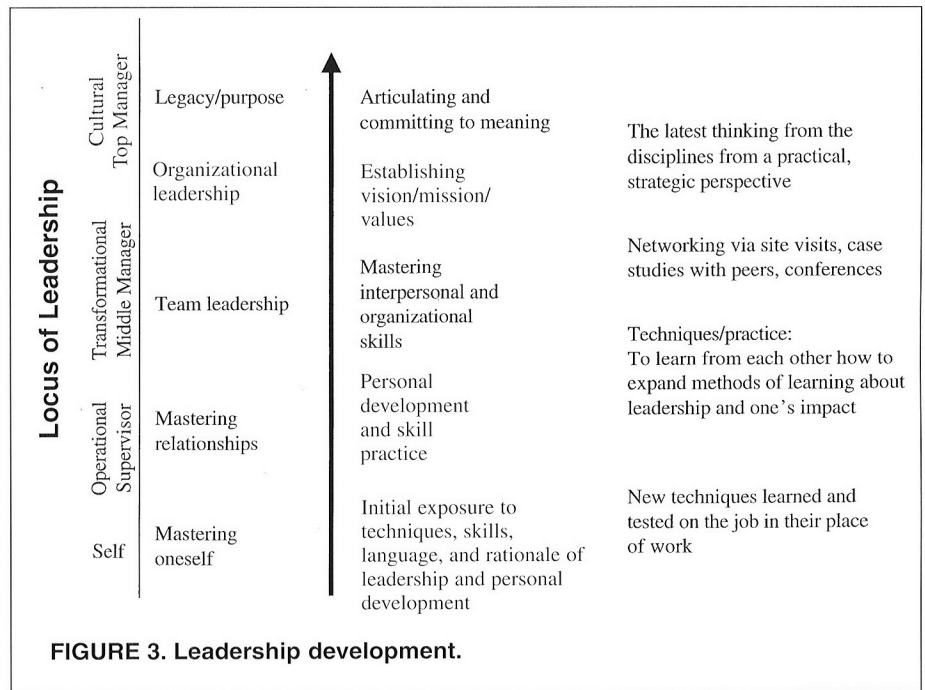 Locus of Leadership
Cultural
Top Manager
Transformational
Middle Manager
Operational
Supervisor
Self
Legacy/purpose
Organizational
leadership
Team leadership
Mastering
relationships
Mastering
oneself
Articulating and
committing to meaning
Establishing
vision/mission/
values
Mastering
interpersonal and
organizational
skills
Personal
development
and skill
practice
Initial exposure to
techniques, skills,
language, and rationale of
leadership and personal
development
The latest thinking from the
disciplines from a practical,
strategic perspective
Networking via site visits, case
studies with peers, conferences
Techniques/practice:
To learn from each other how to
expand methods of learning about
leadership and one's impact
New techniques learned and
tested on the job in their place
of work
FIGURE 3. Leadership development.